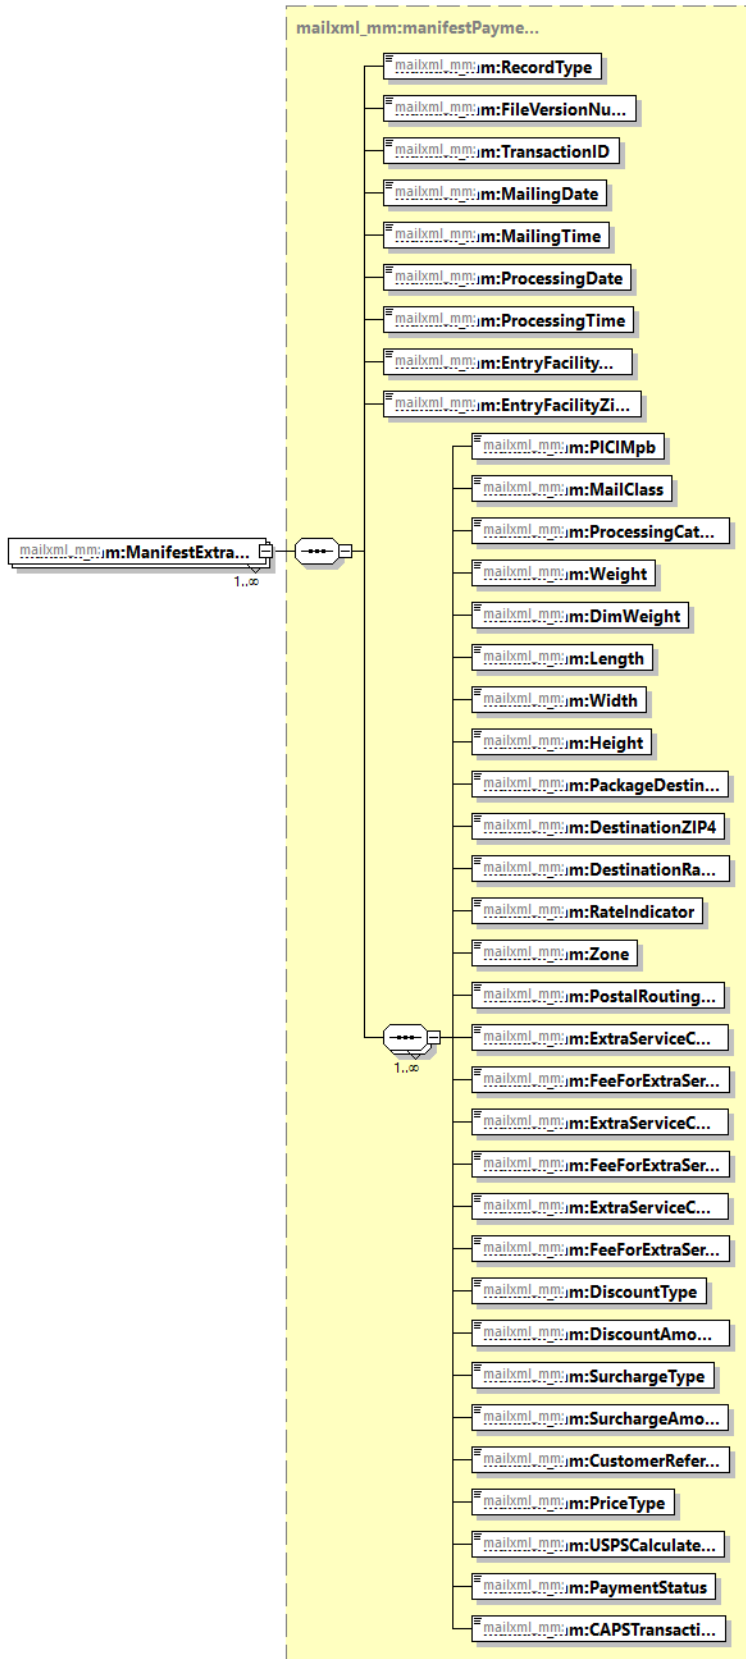 mailxml_mm:manifestPayme...
mailxml_mm:m:RecordType
mailxml_mm:m:FileVersionNu...
mailxml_mm:m:TransactionID
mailxml_mm:m:MailingDate
mailxml_mm:m:MailingTime
mailxml_mm:m:ProcessingDate
mailxml_mm:m:ProcessingTime
mailxml_mm:m:EntryFacility...
mailxml_mm:m:EntryFacilityZi...
mailxml_mm:m:PICIMpb
mailxml_mm:m:MailClass
mailxml_mm:m:ProcessingCat...
mailxml_mm:m:ManifestExtra...
1..∞
mailxml_mm:m:Weight
mailxml_mm:m:DimWeight
mailxml_mm:m:Length
mailxml_mm:m:Width
mailxml_mm:m:Height
mailxml_mm:m:PackageDestin...
mailxml_mm:m:DestinationZIP4
mailxml_mm:m:DestinationRa...
mailxml_mm:m:RateIndicator
mailxml_mm:m:Zone
mailxml_mm:m:PostalRouting...
mailxml_mm:m:ExtraServiceC...
1..∞
mailxml_mm:m:FeeForExtraSer...
mailxml_mm:m:ExtraServiceC...
mailxml_mm:m:FeeForExtraSer...
mailxml_mm:m:ExtraServiceC...
mailxml_mm:m:FeeForExtraSer...
mailxml_mm:m:DiscountType
mailxml_mm:m:DiscountAmo...
mailxml_mm:m:SurchargeType
mailxml_mm:m:SurchargeAmo...
mailxml_mm:m:CustomerRefer...
mailxml_mm:m:PriceType
mailxml_mm:m:USPSCalculate...
mailxml_mm:m:PaymentStatus
mailxml_mm:m:CAPSTransacti...